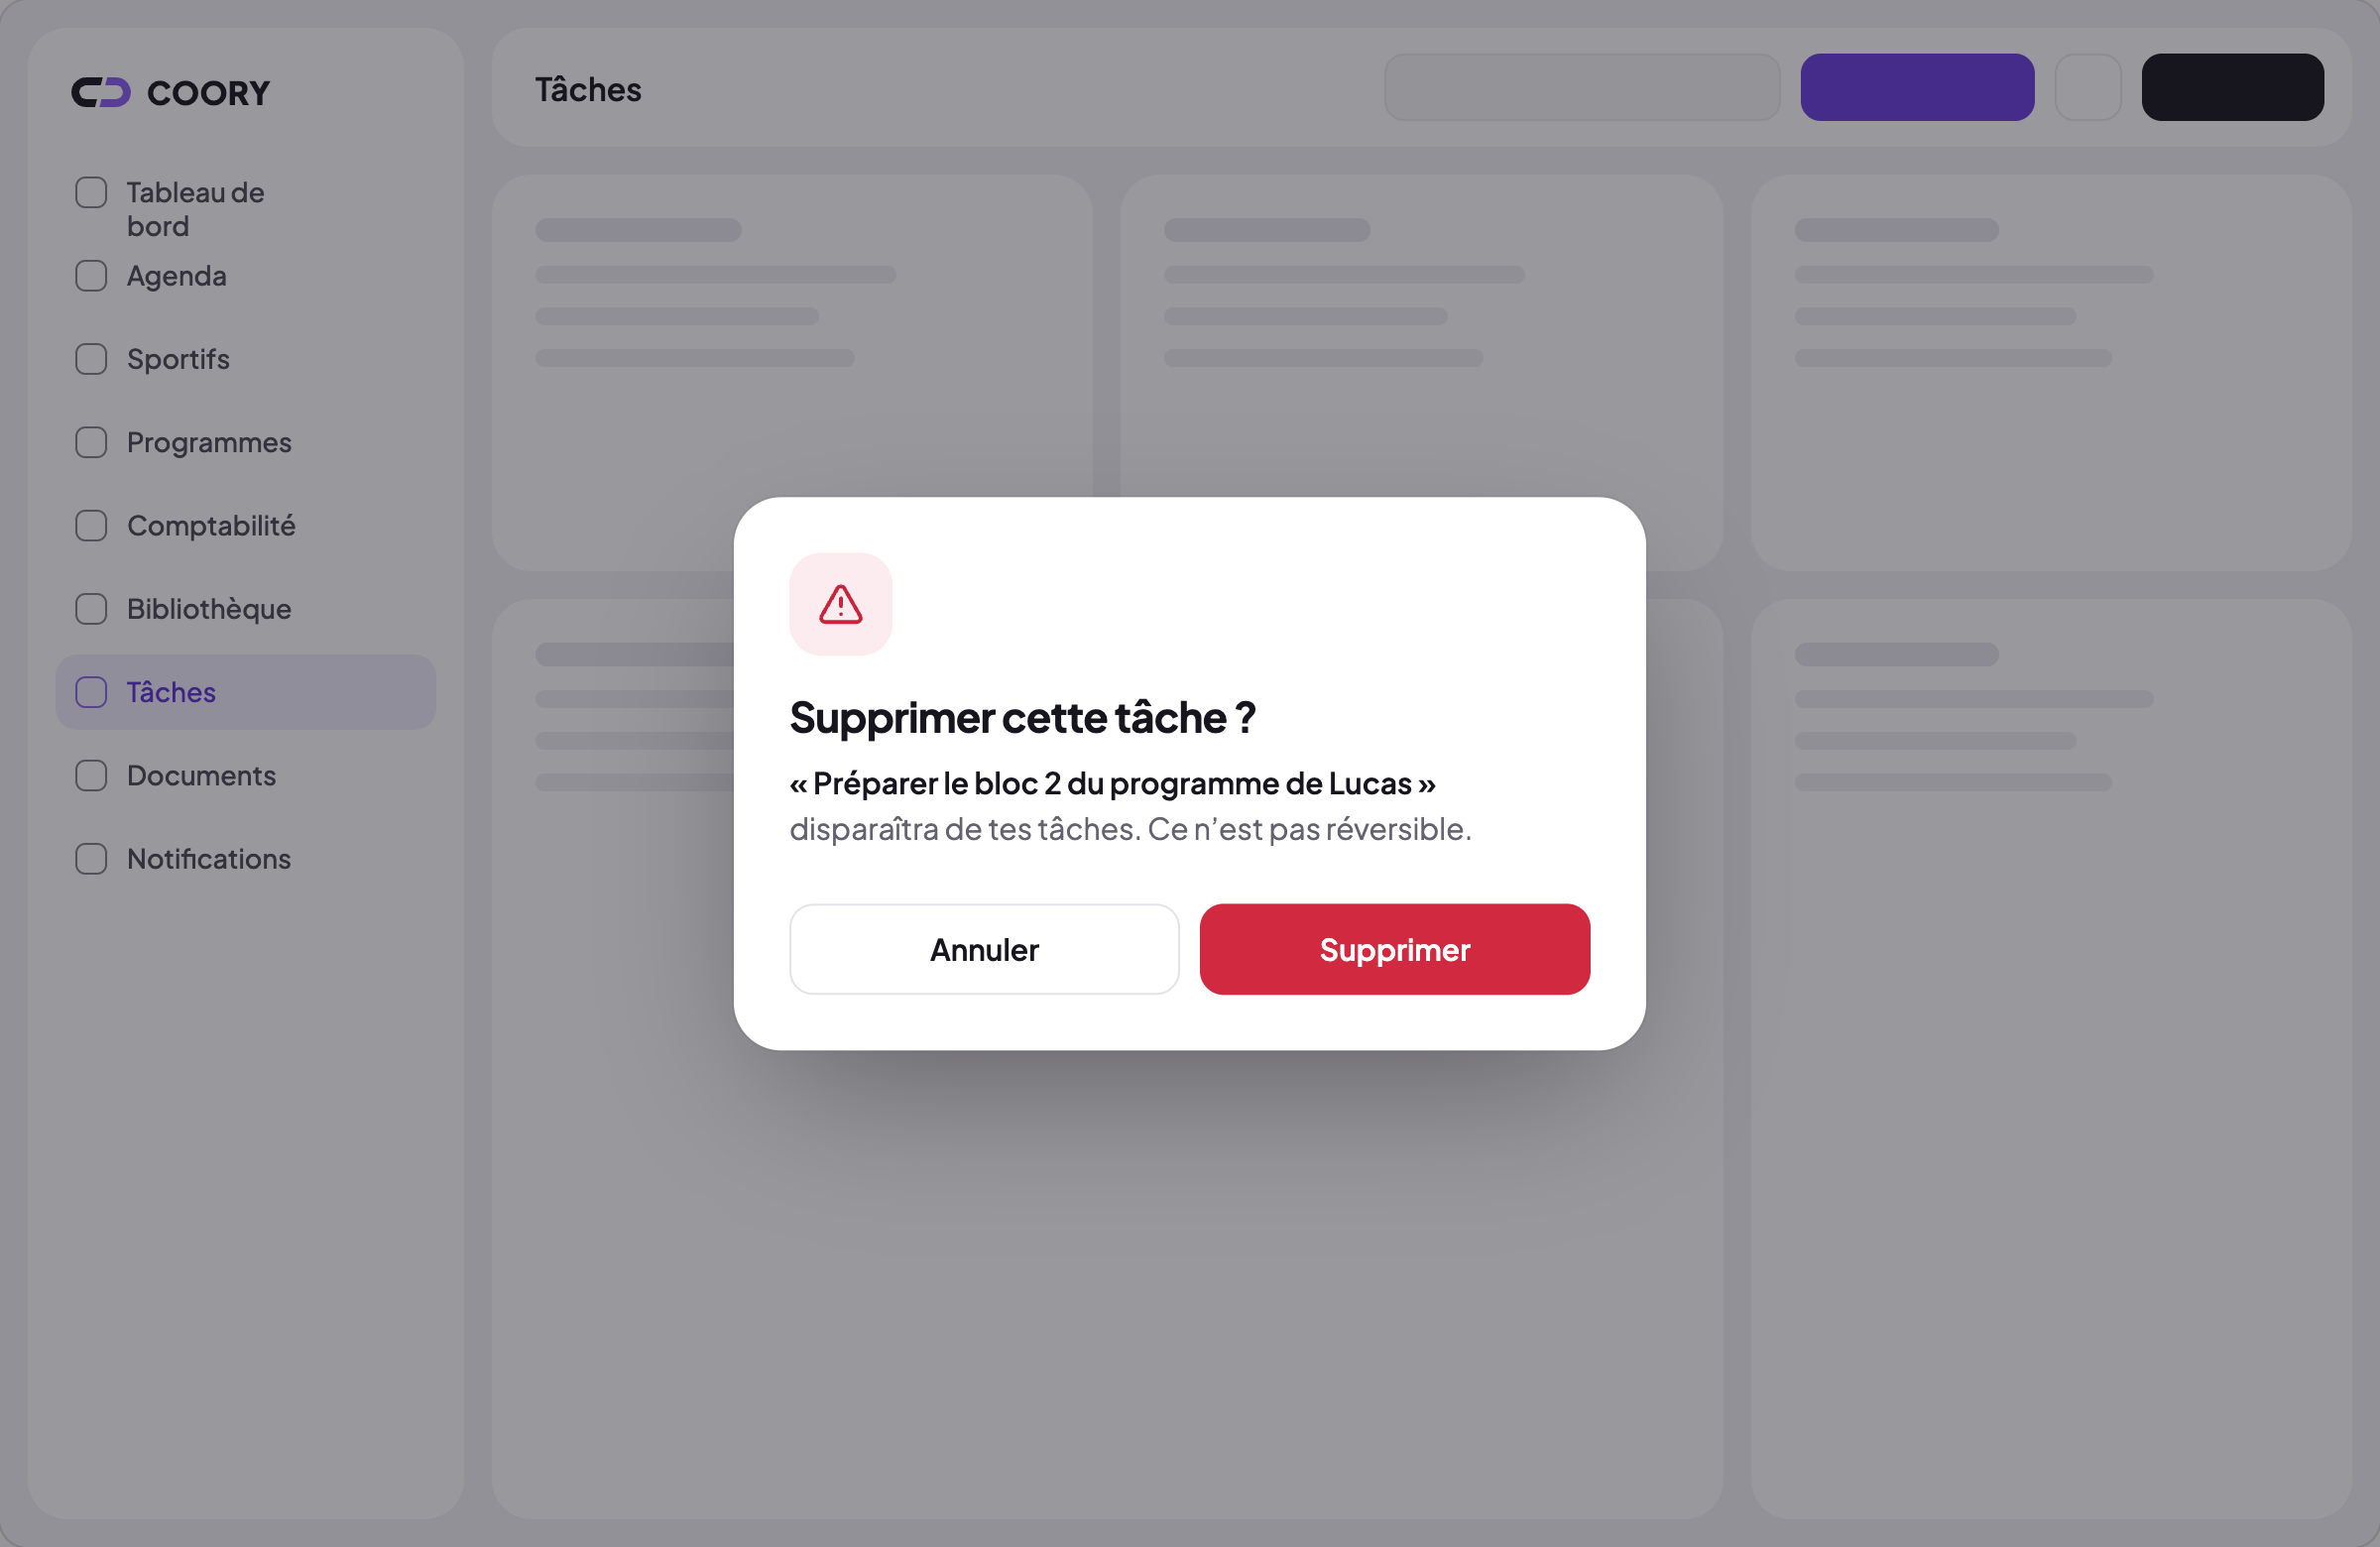 COORY
Tableau de
bord
Agenda
Sportifs
Programmes
Comptabilité
Bibliothèque
Tâches
Documents
Notifications
Tâches
Supprimer cette tâche ?
« Préparer le bloc 2 du programme de Lucas »
disparaîtra de tes tâches. Ce n’est pas réversible.
Annuler
Supprimer